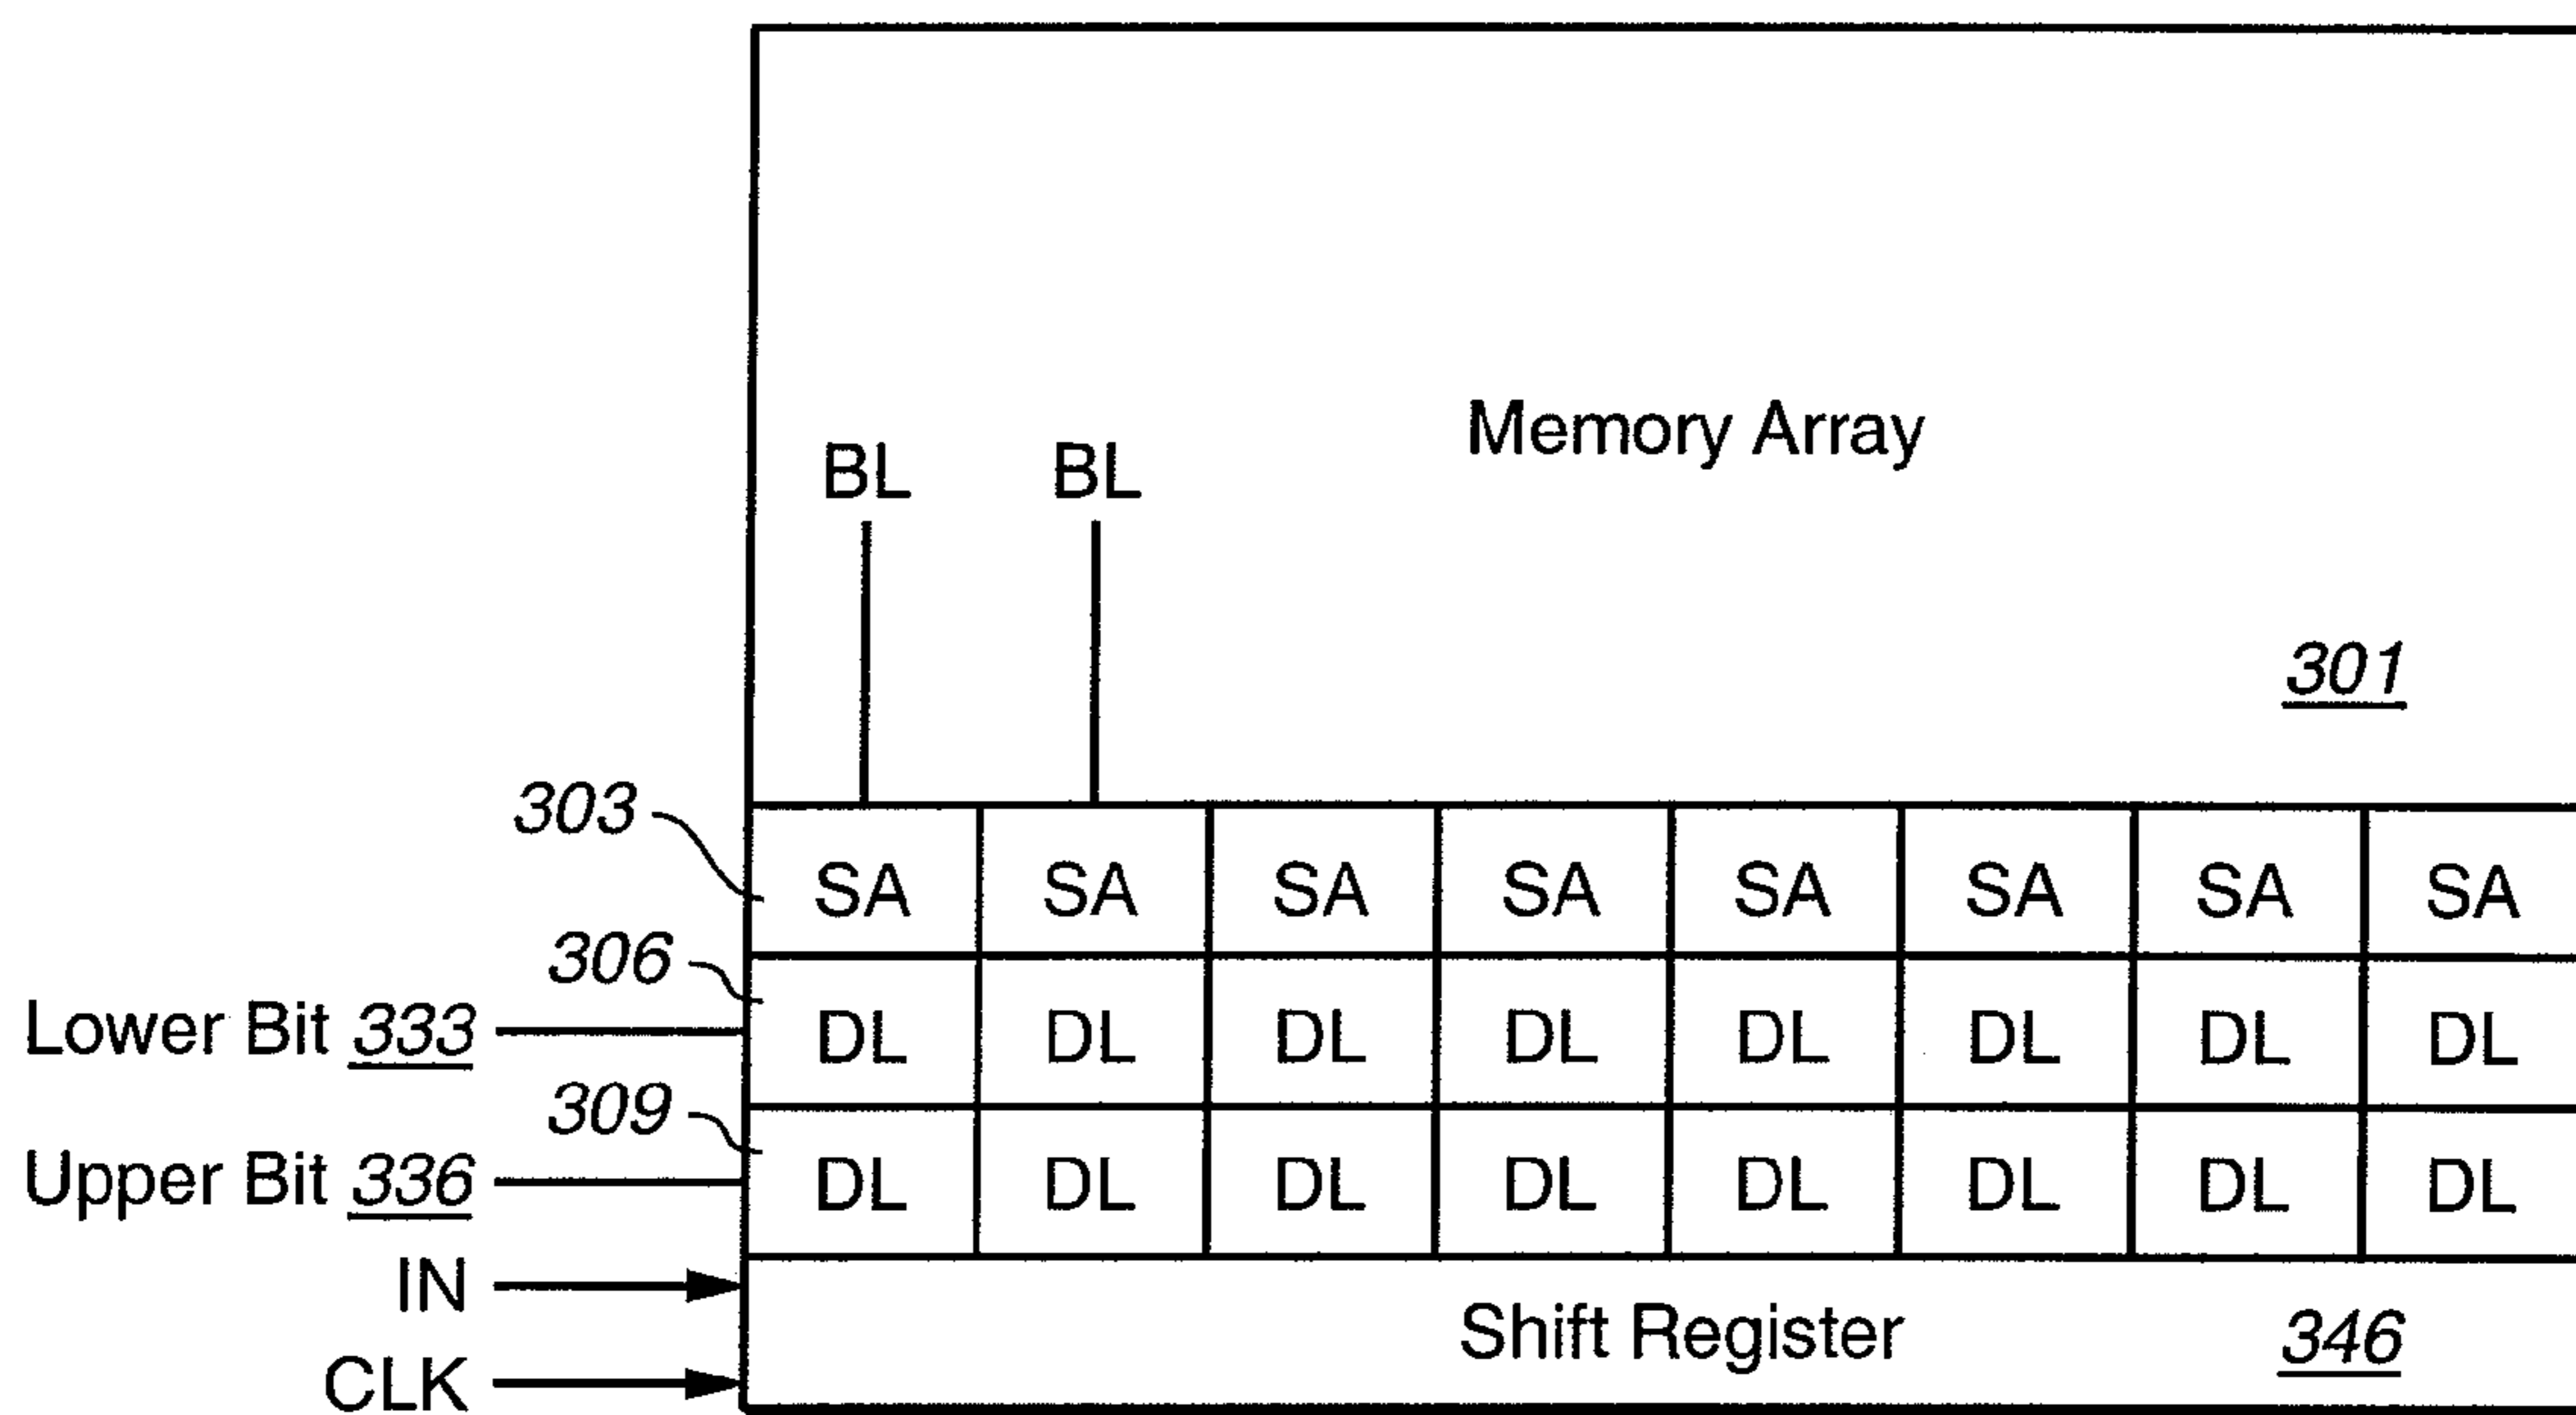 Memory Array
BL BL
301
303
SA SA SA SA SA SA SA SA
306
Lower Bit 333
DL DL DL DL DL DL DL DL
309
Upper Bit 336
DL DL DL DL DL DL DL DL
IN
Shift Register 346
CLK